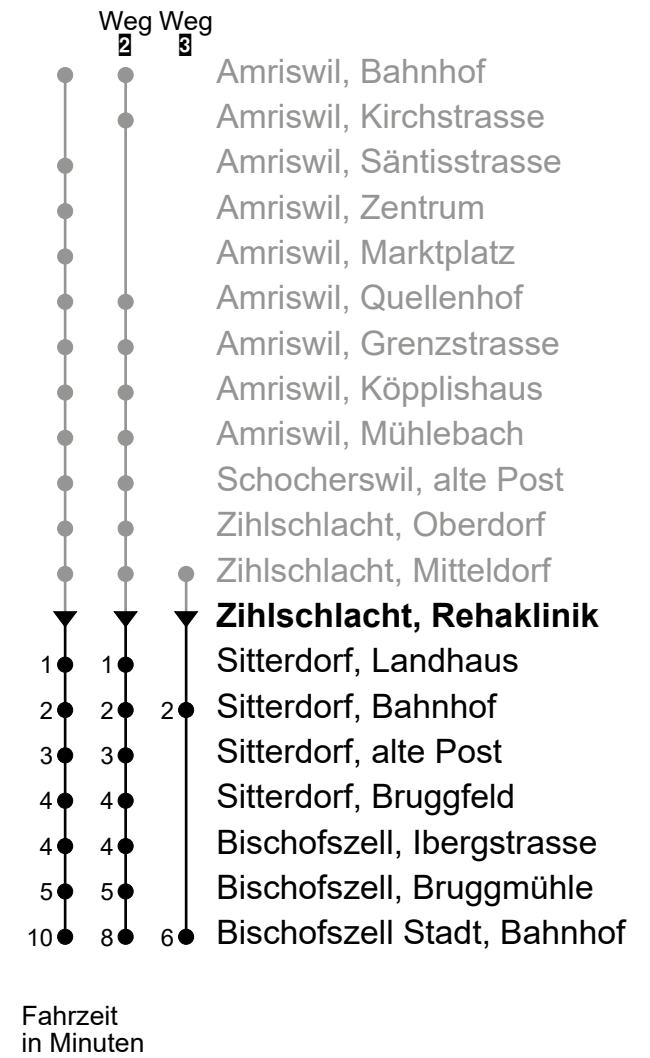 Weg Weg
2 3
Amriswil, Bahnhof
Amriswil, Kirchstrasse
Amriswil, Säntisstrasse
Amriswil, Zentrum
Amriswil, Marktplatz
Amriswil, Quellenhof
Amriswil, Grenzstrasse
Amriswil, Köpplishaus
Amriswil, Mühlebach
Schocherswil, alte Post
Zihlschlacht, Oberdorf
Zihlschlacht, Mitteldorf
Zihlschlacht, Rehaklinik
1 1 Sitterdorf, Landhaus
2 2 2 Sitterdorf, Bahnhof
3 3 Sitterdorf, alte Post
4 4 Sitterdorf, Bruggfeld
4 4 Bischofszell, Ibergstrasse
5 5 Bischofszell, Bruggmühle
10 8 6 Bischofszell Stadt, Bahnhof
Fahrzeit
in Minuten